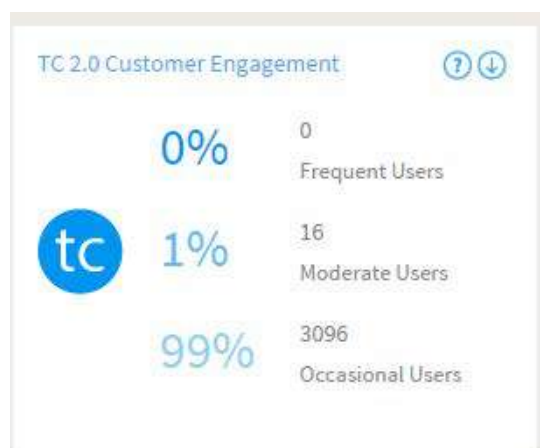 TC 2.0 Customer Engagement
?
0%
0
Frequent Users
tc
1%
16
Moderate Users
99%
3096
Occasional Users